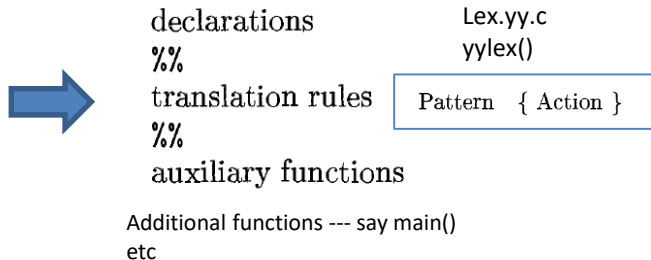 declarations
%%
translation rules
%%
auxiliary functions
Lex.yy.c
yylex()
Pattern { Action }
Additional functions --- say main()
etc